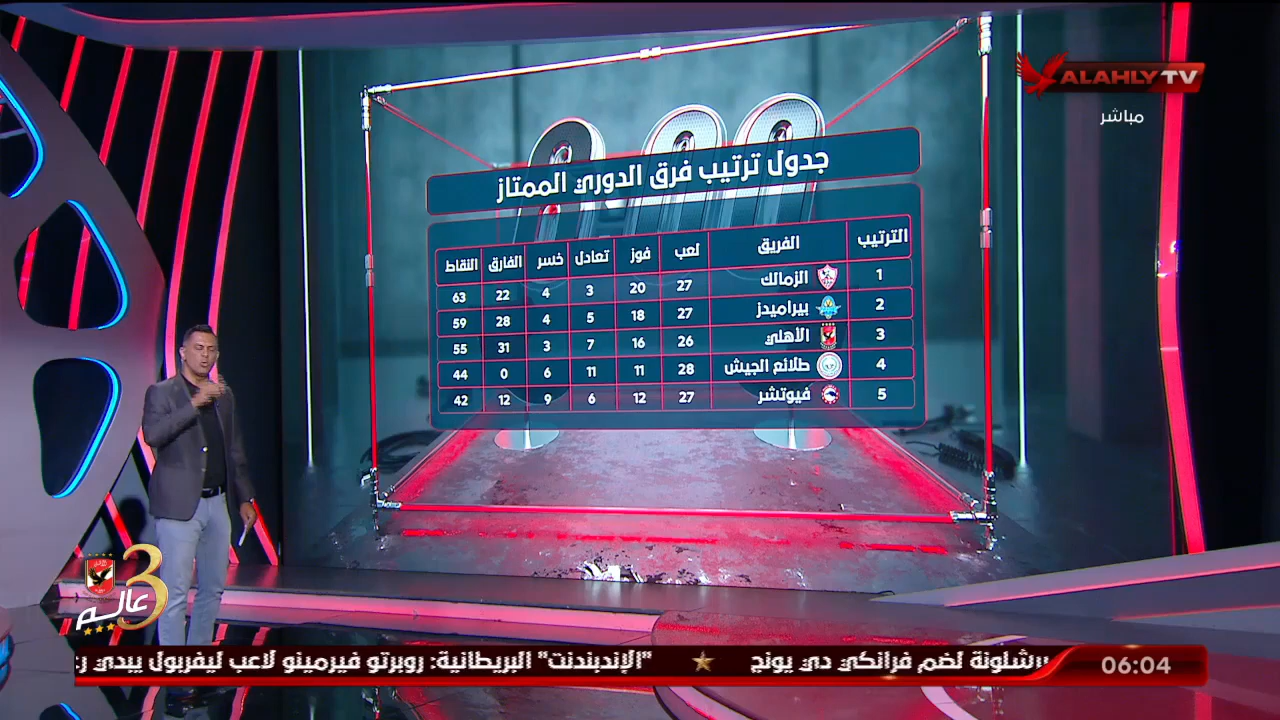 ALAHLY TV
مباشر
جدول ترتيب فرق الدوري الممتاز
الترتيب الفريق لعب فوز تعادل خسر الفارق النقاط
1 الزمالك 27 20 3 4 22 63
2 بيراميدز 27 18 5 4 28 59
3 الأهلي 26 16 7 3 31 55
4 طلائع الجيش 28 11 11 6 0 44
5 فيوتشر 27 12 6 9 12 42
3 عالم
رشلونة لضم فرانكي دي يونج "الإندبندنت" البريطانية: روبرتو فيرمينو لاعب ليفربول يبدي
06:04